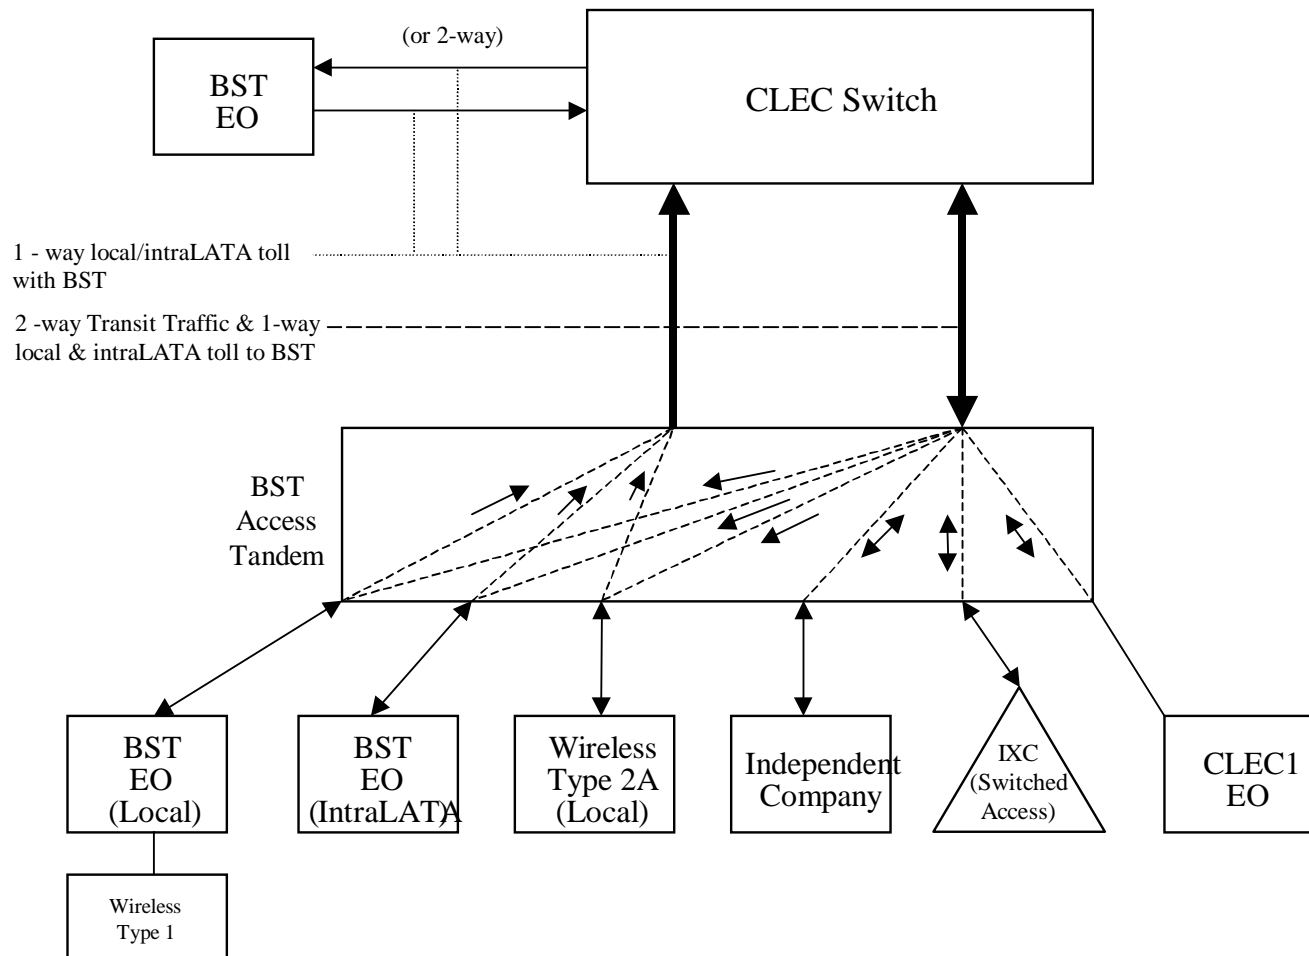 (or 2-way)
BST
EO
CLEC Switch
1 - way local/intraLATA toll
with BST
2 -way Transit Traffic & 1-way
local & intraLATA toll to BST
BST
Access
Tandem
BST
EO
(Local)
BST
EO
(IntraLATA)
Wireless
Type 2A
(Local)
Independent
Company
IXC
(Switched
Access)
CLEC1
EO
Wireless
Type 1